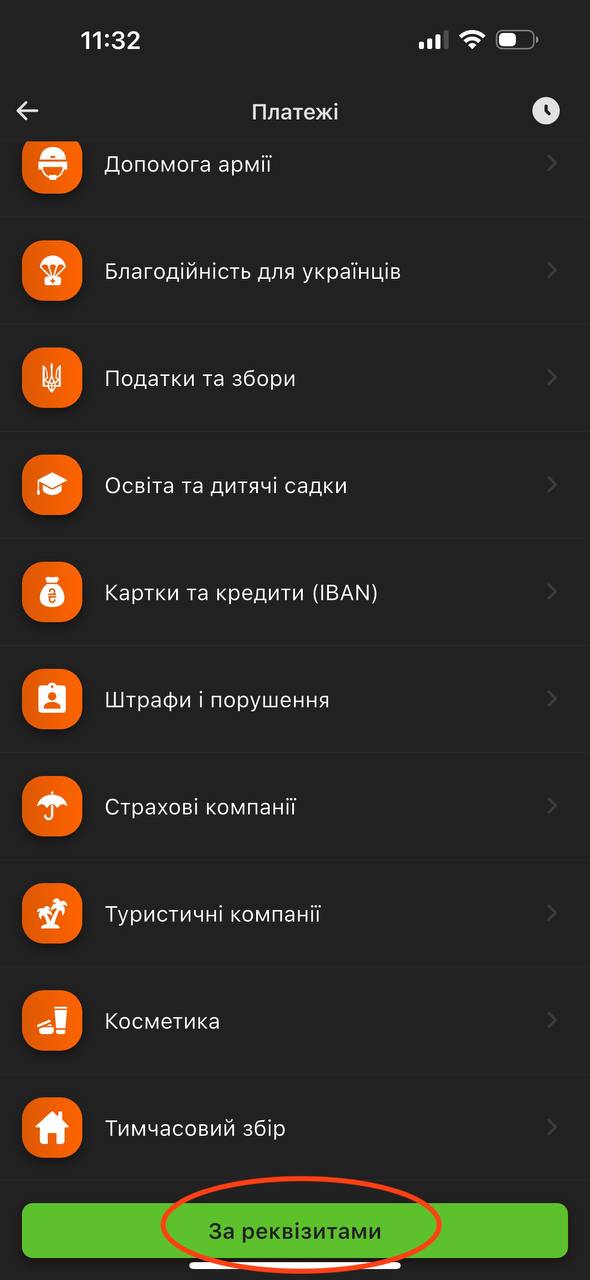 11:32
Платежі
Допомога армії
Благодійність для українців
Податки та збори
Освіта та дитячі садки
Картки та кредити (IBAN)
Штрафи і порушення
Страхові компанії
Туристичні компанії
Косметика
Тимчасовий збір
За реквізитами